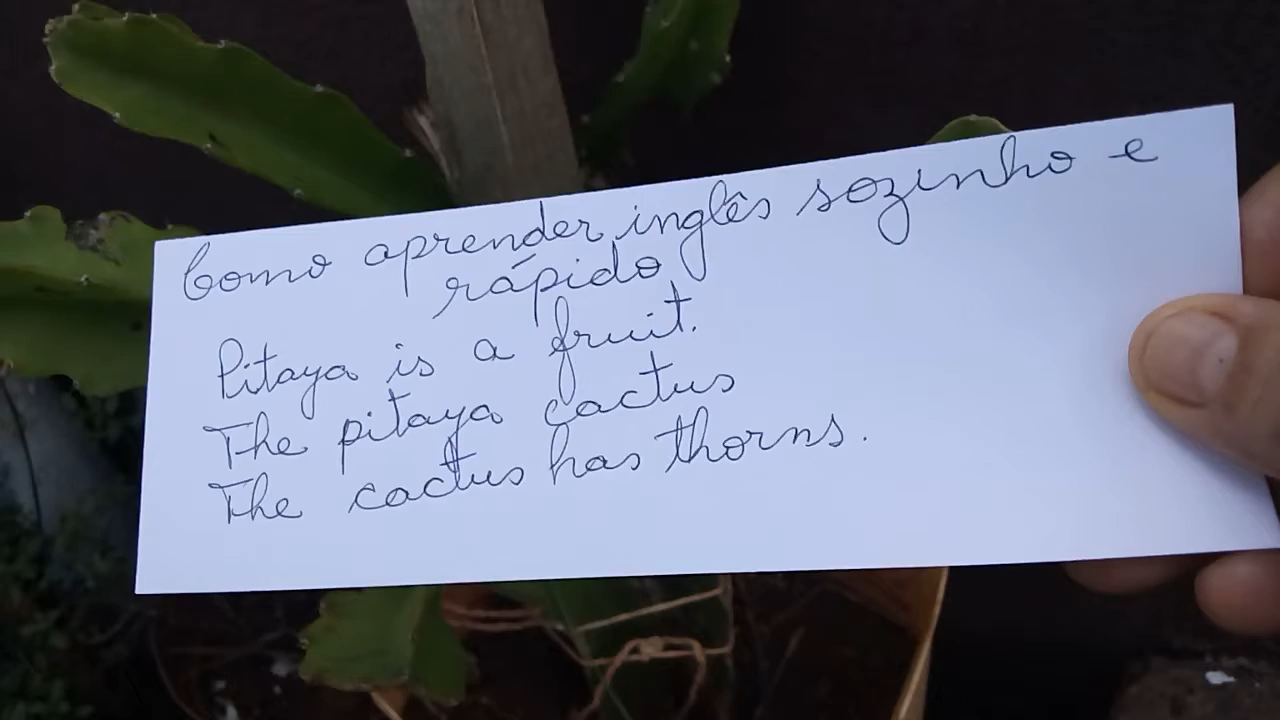 Como aprender inglês sozinho e
rápido
Pitaya is a fruit.
The pitaya cactus
The cactus has thorns.